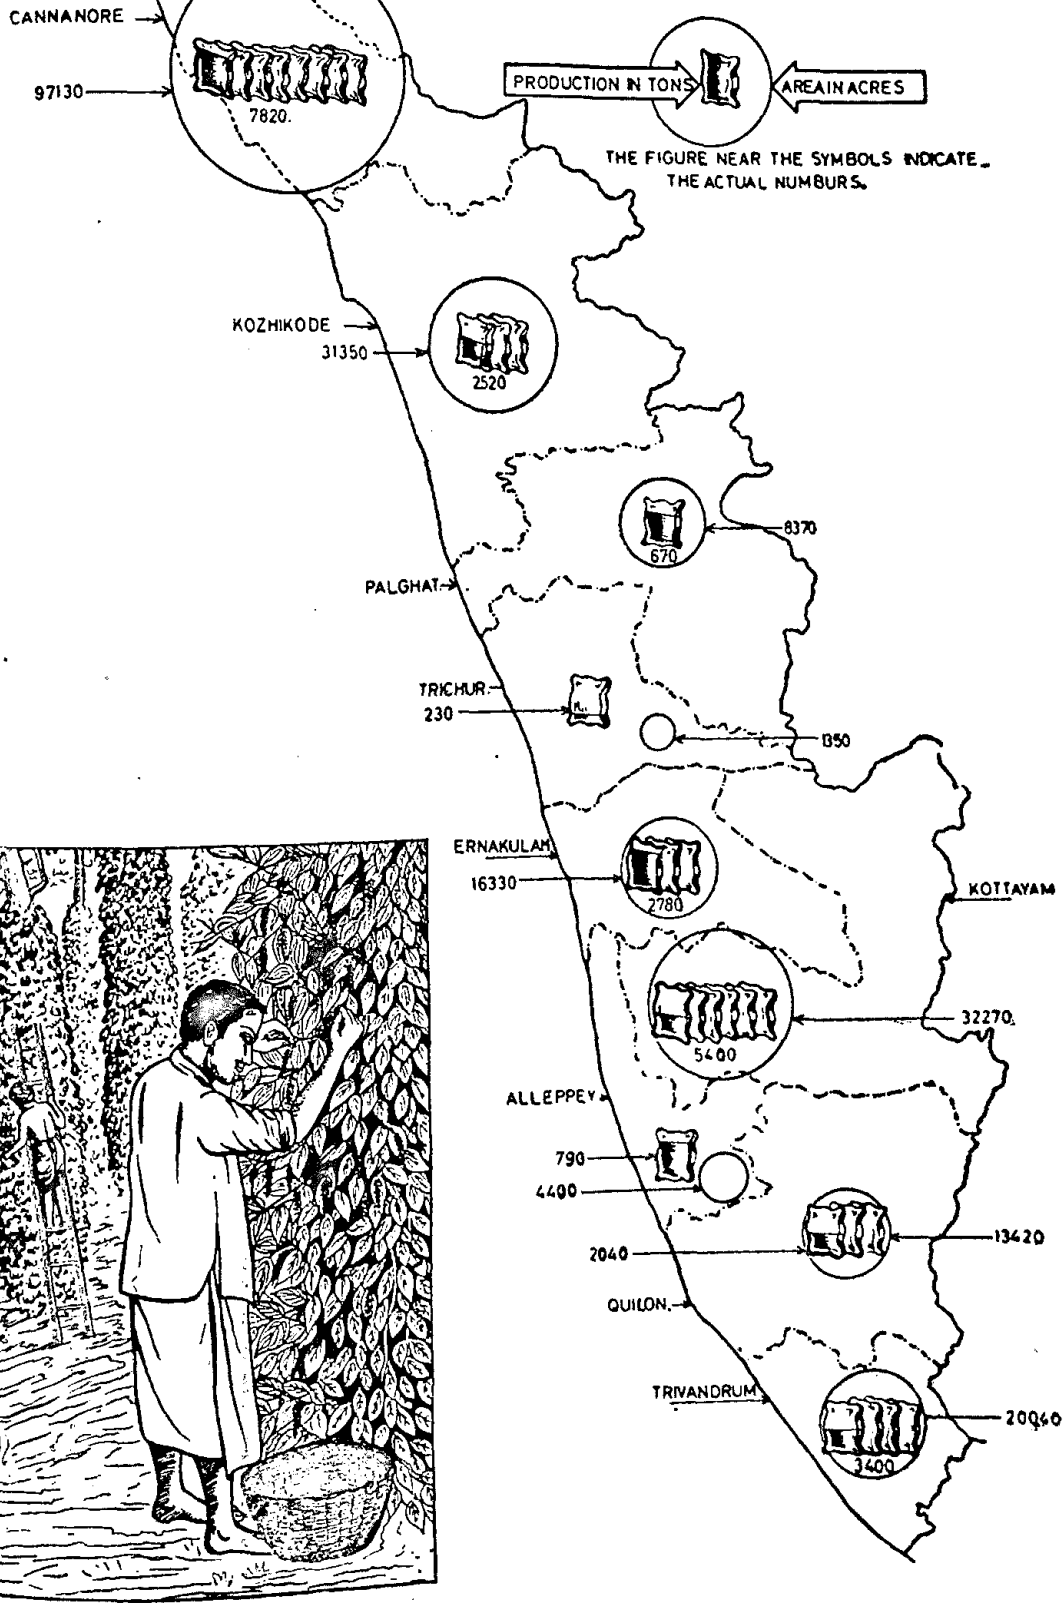 CANNANORE
97130
7820.
PRODUCTION IN TONS
AREA IN ACRES
THE FIGURE NEAR THE SYMBOLS INDICATE
THE ACTUAL NUMBURS.
KOZHIKODE
31350
2520
8370
670
PALGHAT
TRICHUR.
230
1350
ERNAKULAM
16330
2780
KOTTAYAM
32270
5400
ALLEPPEY
790
4400
13420
2040
QUILON.
TRIVANDRUM
20040
3400